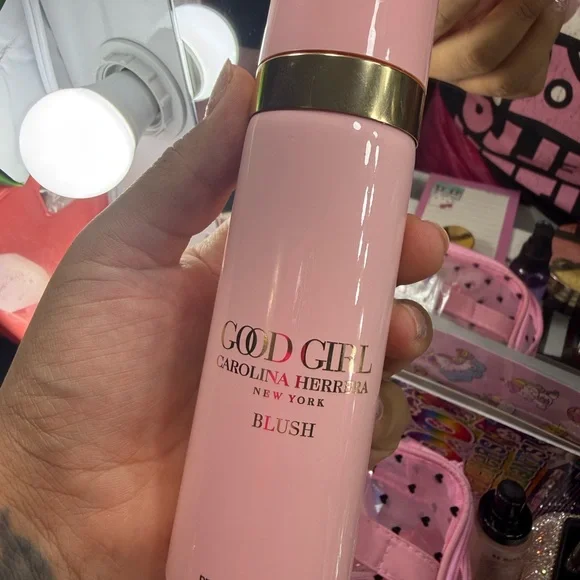 GOOD GIRL
CAROLINA HERRERA
NEW YORK
BLUSH